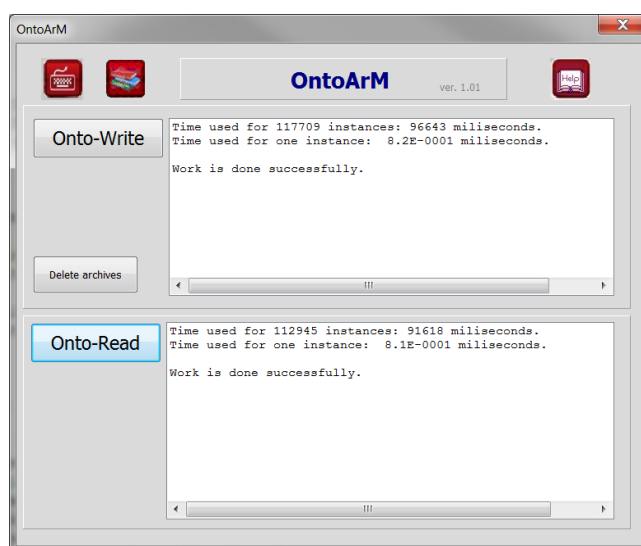 OntoArM
OntoArM
ver. 1.01
Help
Onto-Write
Time used for 117709 instances: 96643 miliseconds.
Time used for one instance:  8.2E-0001 miliseconds.
Work is done successfully.
Delete archives
Onto-Read
Time used for 112945 instances: 91618 miliseconds.
Time used for one instance:  8.1E-0001 miliseconds.
Work is done successfully.